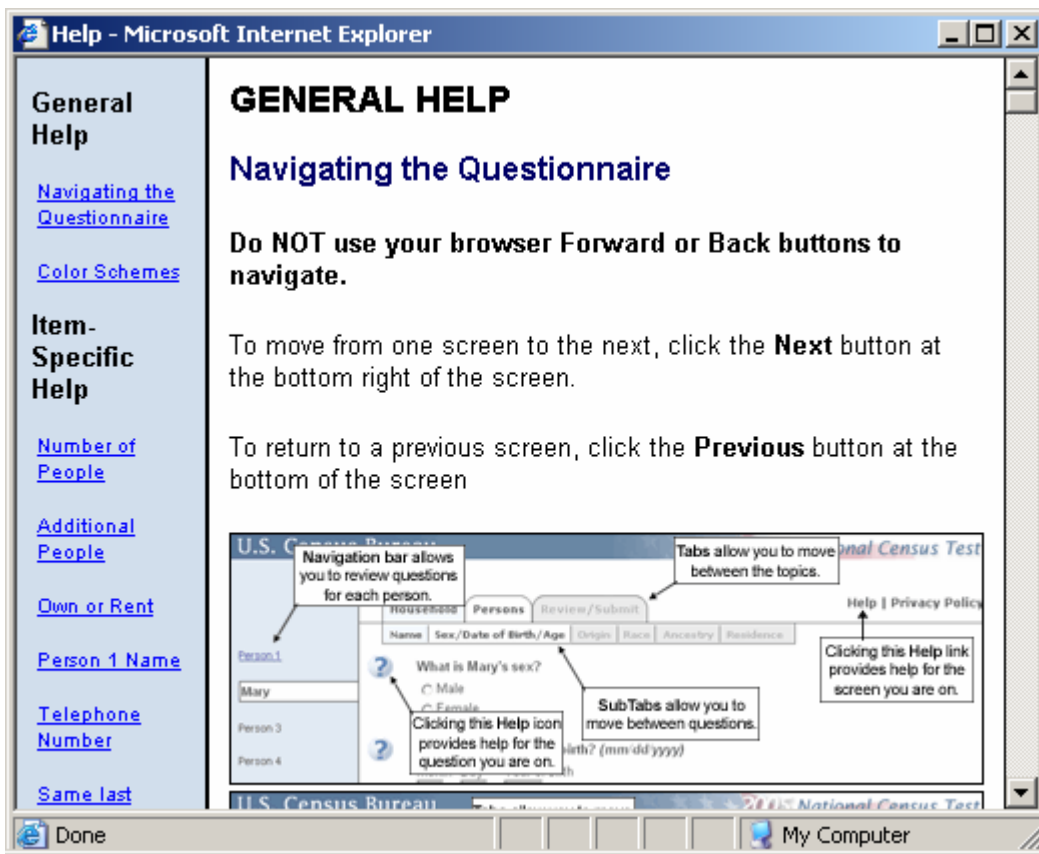 Help - Microsoft Internet Explorer
General
Help
Navigating the
Questionnaire
Color Schemes
Item-
Specific
Help
Number of
People
Additional
People
Own or Rent
Person 1 Name
Telephone
Number
Same last
GENERAL HELP
Navigating the Questionnaire
Do NOT use your browser Forward or Back buttons to
navigate.
To move from one screen to the next, click the Next button at
the bottom right of the screen.
To return to a previous screen, click the Previous button at the
bottom of the screen
U.S. Census Bureau
National Census Test
Navigation bar allows
you to review questions
for each person.
Tabs allow you to move
between the topics.
Household Persons Review/Submit
Help | Privacy Policy
Name Sex/Date of Birth/Age Origin Race Ancestry Residence
Person 1
Mary
Person 3
Person 4
What is Mary's sex?
Male
Female
Clicking this Help link
provides help for the
screen you are on.
SubTabs allow you to
move between questions.
Clicking this Help icon
provides help for the
question you are on.
birth? (mm/dd/yyyy)
U.S. Census Bureau
2005 National Census Test
Done
My Computer